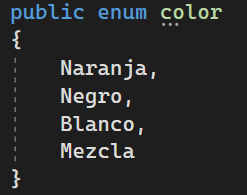 public enum color
{
Naranja,
Negro,
Blanco,
Mezcla
}